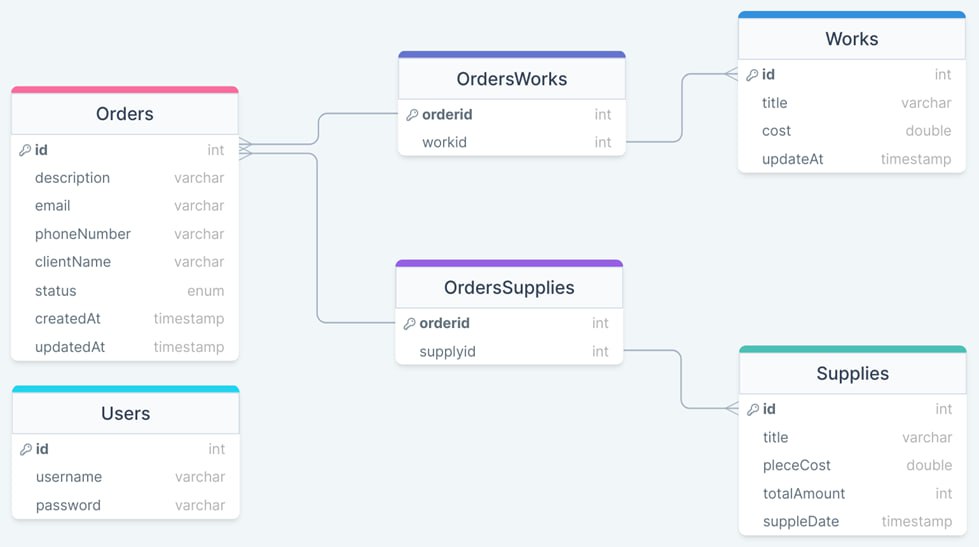 Orders
id int
description varchar
email varchar
phoneNumber varchar
clientName varchar
status enum
createdAt timestamp
updatedAt timestamp
Users
id int
username varchar
password varchar
OrdersWorks
orderid int
workid int
OrdersSupplies
orderid int
supplyid int
Works
id int
title varchar
cost double
updateAt timestamp
Supplies
id int
title varchar
pleceCost double
totalAmount int
suppleDate timestamp